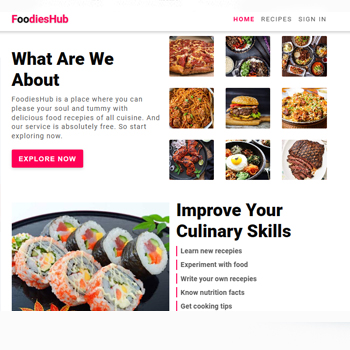 FoodiesHub
HOME RECIPES SIGN IN
What Are We
About
FoodiesHub is a place where you can
please your soul and tummy with
delicious food recepies of all cuisine. And
our service is absolutely free. So start
exploring now.
EXPLORE NOW
Improve Your
Culinary Skills
Learn new recepies
Experiment with food
Write your own recepies
Know nutrition facts
Get cooking tips